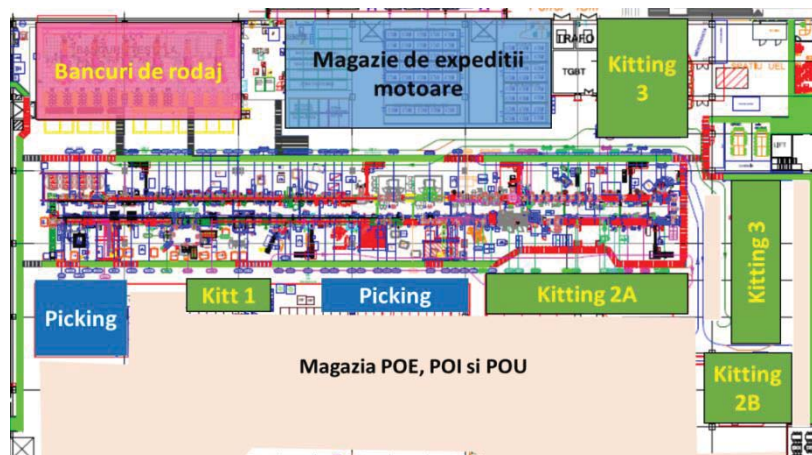 Bancuri de rodaj
Magazie de expeditii
motoare
TRAFO
TGBT
Kitting
3
LIFT
Kitting 3
Picking
Kitt 1
Picking
Kitting 2A
Magazia POE, POI si POU
Kitting
2B